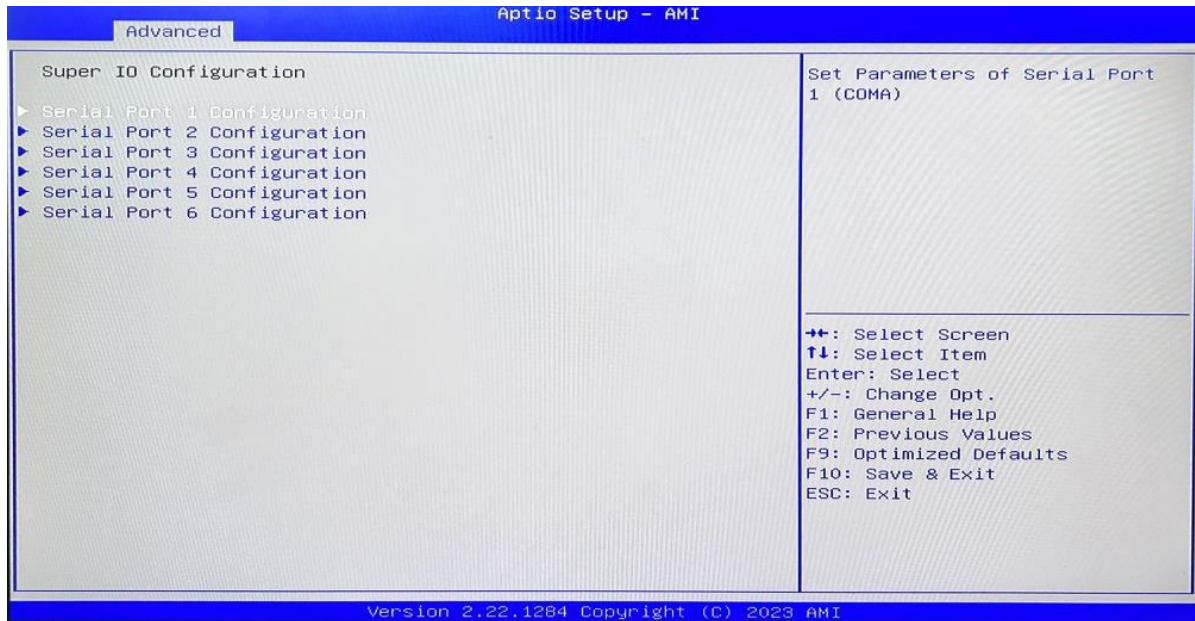 Aptio Setup – AMI
Advanced
Super IO Configuration
► Serial Port 1 Configuration
► Serial Port 2 Configuration
► Serial Port 3 Configuration
► Serial Port 4 Configuration
► Serial Port 5 Configuration
► Serial Port 6 Configuration
Set Parameters of Serial Port
1 (COMA)
→←: Select Screen
↑↓: Select Item
Enter: Select
+/-: Change Opt.
F1: General Help
F2: Previous Values
F9: Optimized Defaults
F10: Save & Exit
ESC: Exit
Version 2.22.1284 Copyright (C) 2023 AMI